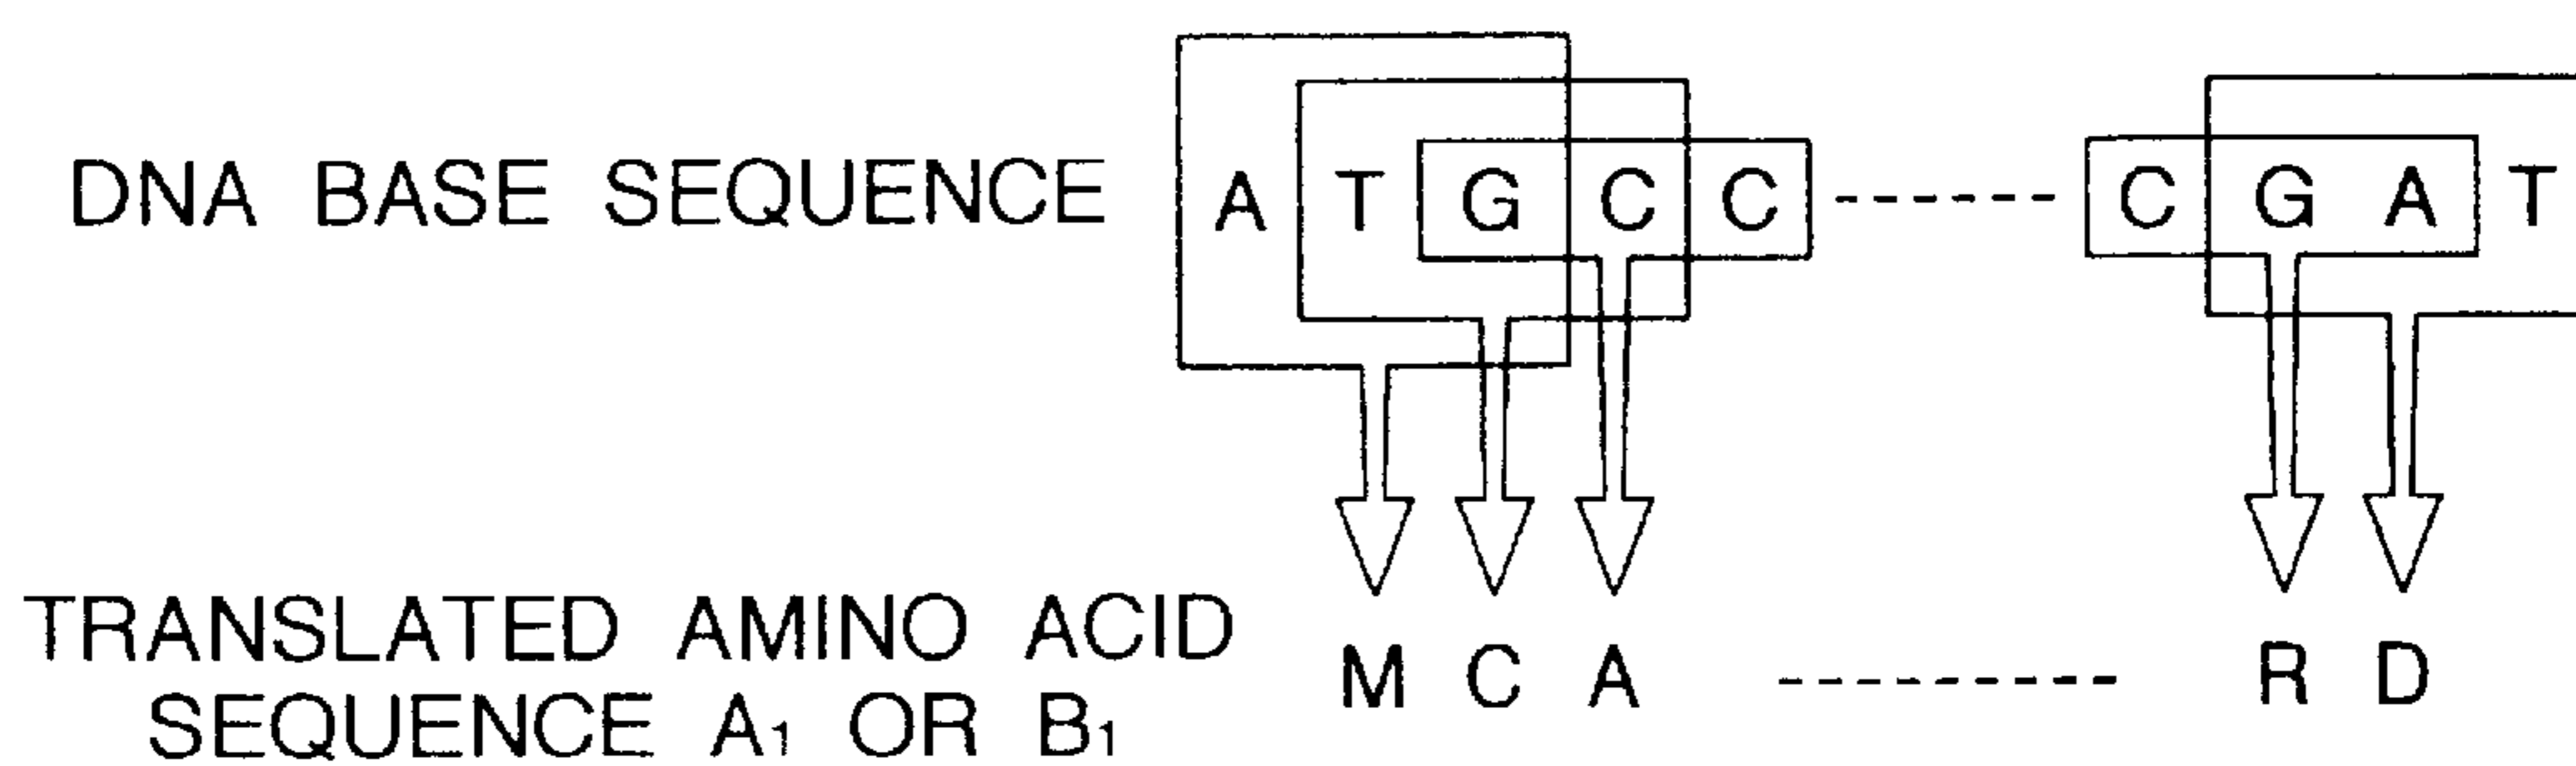 DNA BASE SEQUENCE A T G C C ------- C G A T
TRANSLATED AMINO ACID
SEQUENCE A₁ OR B₁ M C A ---------- R D